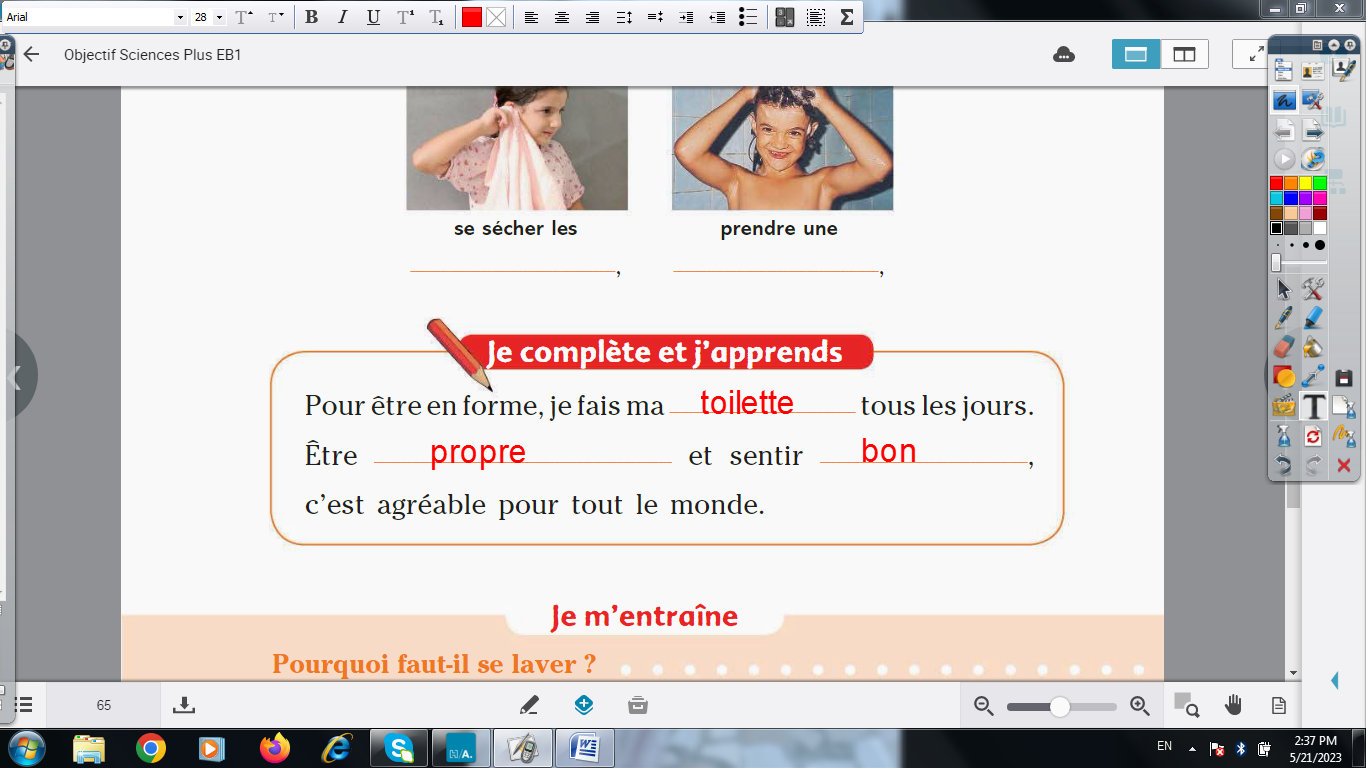 Arial 28 B I U T T T T Σ
Objectif Sciences Plus EB1
se sécher les prendre une
, ,
Je complète et j'apprends
Pour être en forme, je fais ma toilette tous les jours.
Être propre et sentir bon ,
c'est agréable pour tout le monde.
Je m'entraîne
Pourquoi faut-il se laver ?
65
EN 2:37 PM
5/21/2023